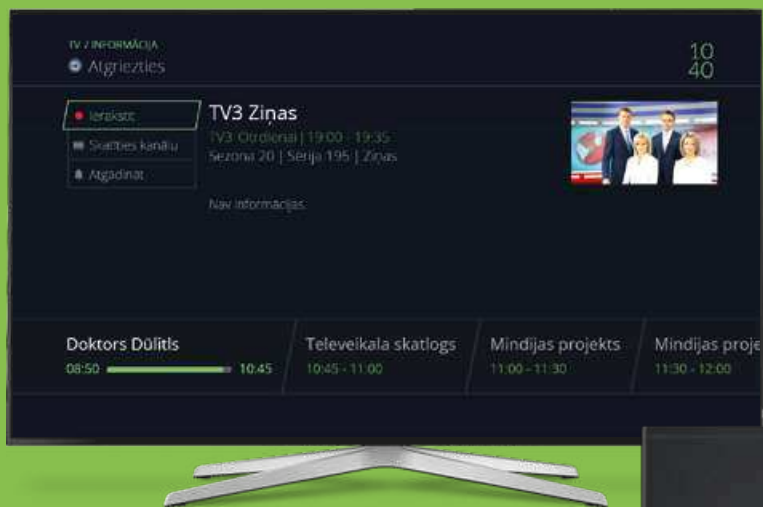 TV / INFORMĀCIJA
Atgriezties
10
40
Ierakstīt
Skatīties kanālu
Atgādināt
TV3 Ziņas
TV3 Otrdiena | 19:00 - 19:35
Sezona 20 | Sērija 195 | Ziņas
Nav informācijas.
Doktors Dūlitls
08:50 10:45
Televeikala skatlogs
10:45 - 11:00
Mindijas projekts
11:00 - 11:30
Mindijas proje
11:30 - 12:00